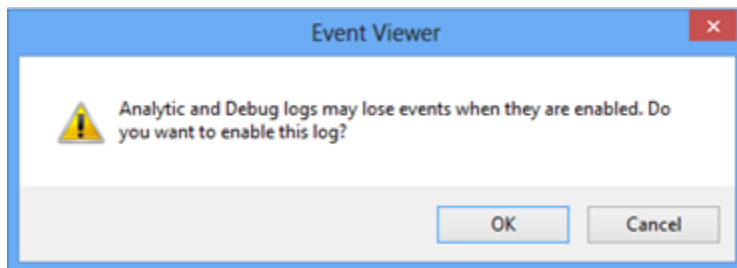 Event Viewer
Analytic and Debug logs may lose events when they are enabled. Do
you want to enable this log?
OK
Cancel